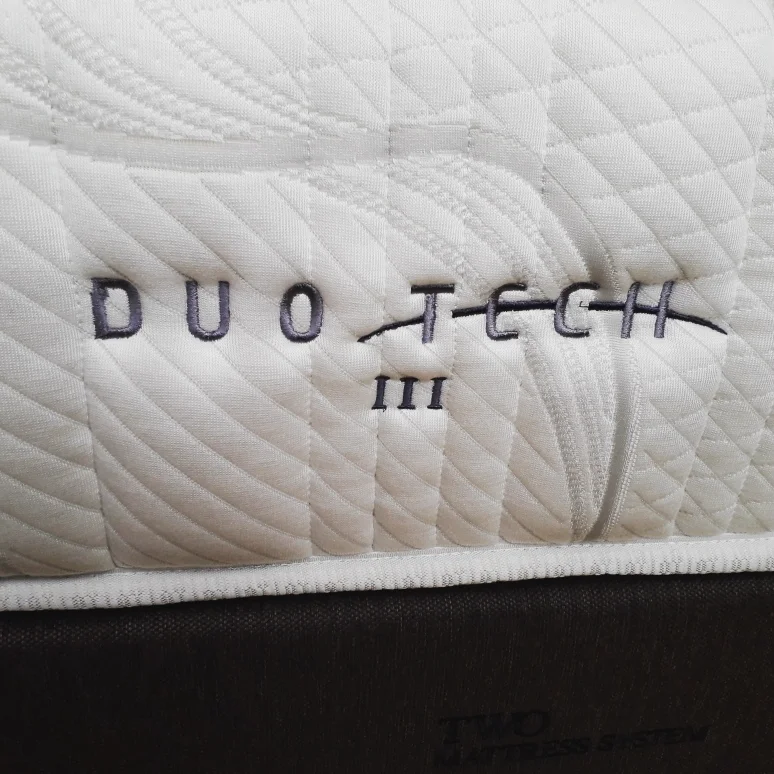 DUO TECH
III
TWO
MATTRESS SYSTEM